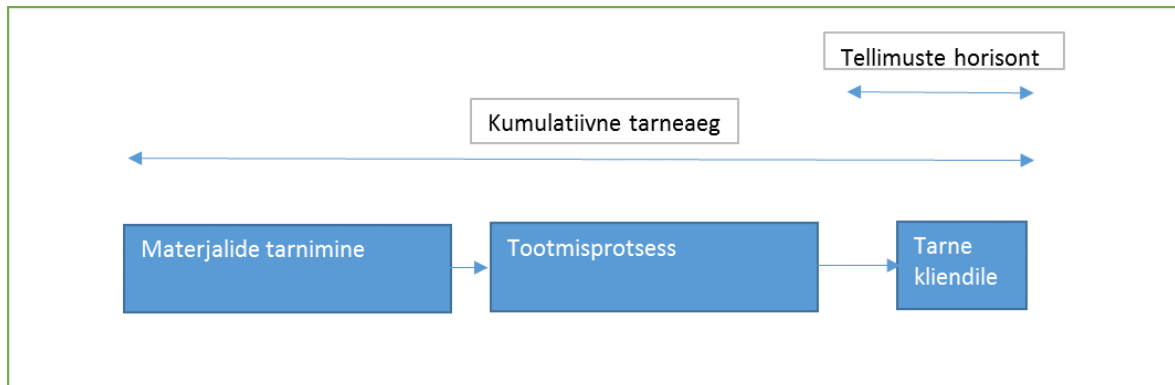 Tellimuste horisont
Kumulatiivne tarneaeg
Materjalide tarnimine
Tootmisprotsess
Tarne
kliendile